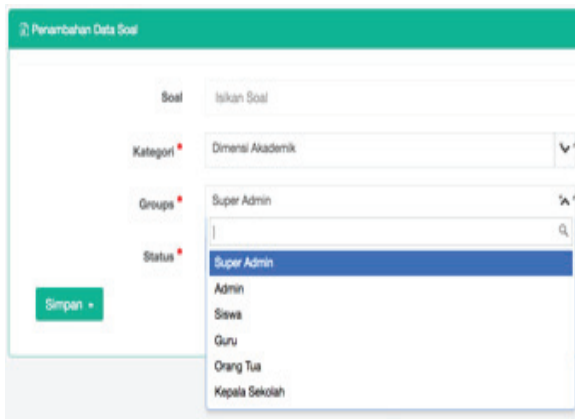 Penambahan Data Soal
Soal
Isikan Soal
Kategori *
Dimensi Akademik
Groups *
Super Admin
Status *
Super Admin
Admin
Siswa
Guru
Orang Tua
Kepala Sekolah
Simpan